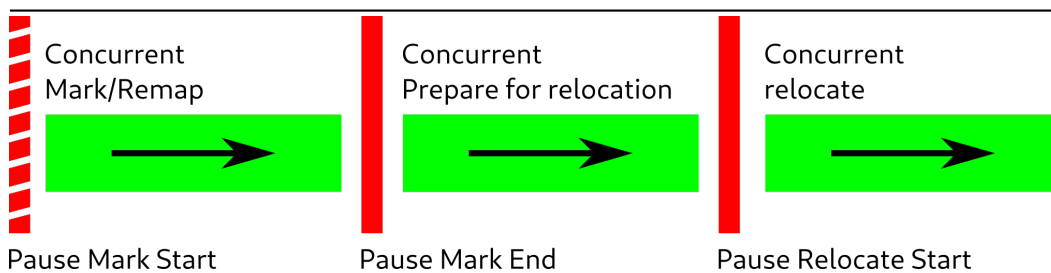 Concurrent
Mark/Remap
Concurrent
Prepare for relocation
Concurrent
relocate
Pause Mark Start
Pause Mark End
Pause Relocate Start